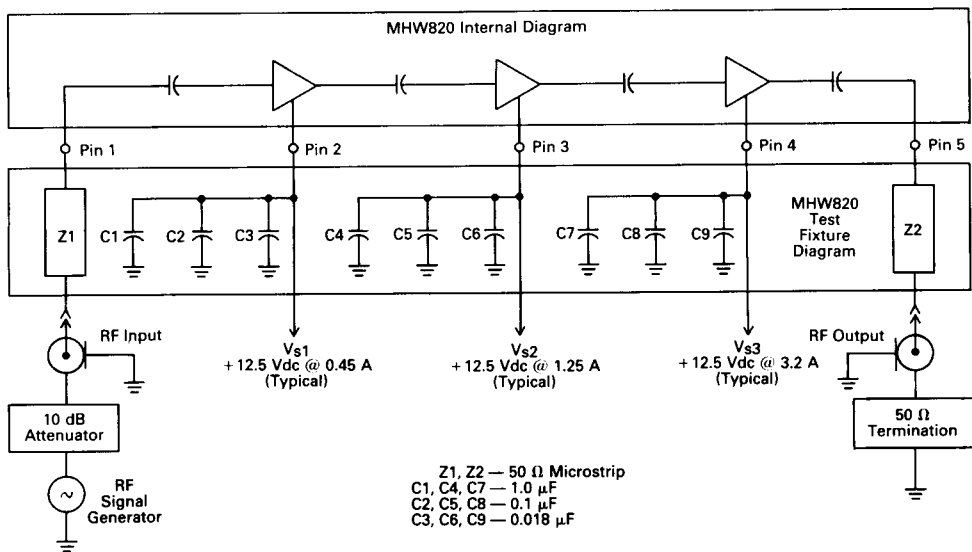 MHW820 Internal Diagram
Pin 1
Pin 2
Pin 3
Pin 4
Pin 5
Z1
C1
C2
C3
C4
C5
C6
C7
C8
C9
MHW820
Test
Fixture
Diagram
Z2
RF Input
Vs1
+12.5 Vdc @ 0.45 A
(Typical)
Vs2
+12.5 Vdc @ 1.25 A
(Typical)
Vs3
+12.5 Vdc @ 3.2 A
(Typical)
RF Output
10 dB
Attenuator
50 Ω
Termination
RF
Signal
Generator
Z1, Z2 — 50 Ω Microstrip
C1, C4, C7 — 1.0 μF
C2, C5, C8 — 0.1 μF
C3, C6, C9 — 0.018 μF